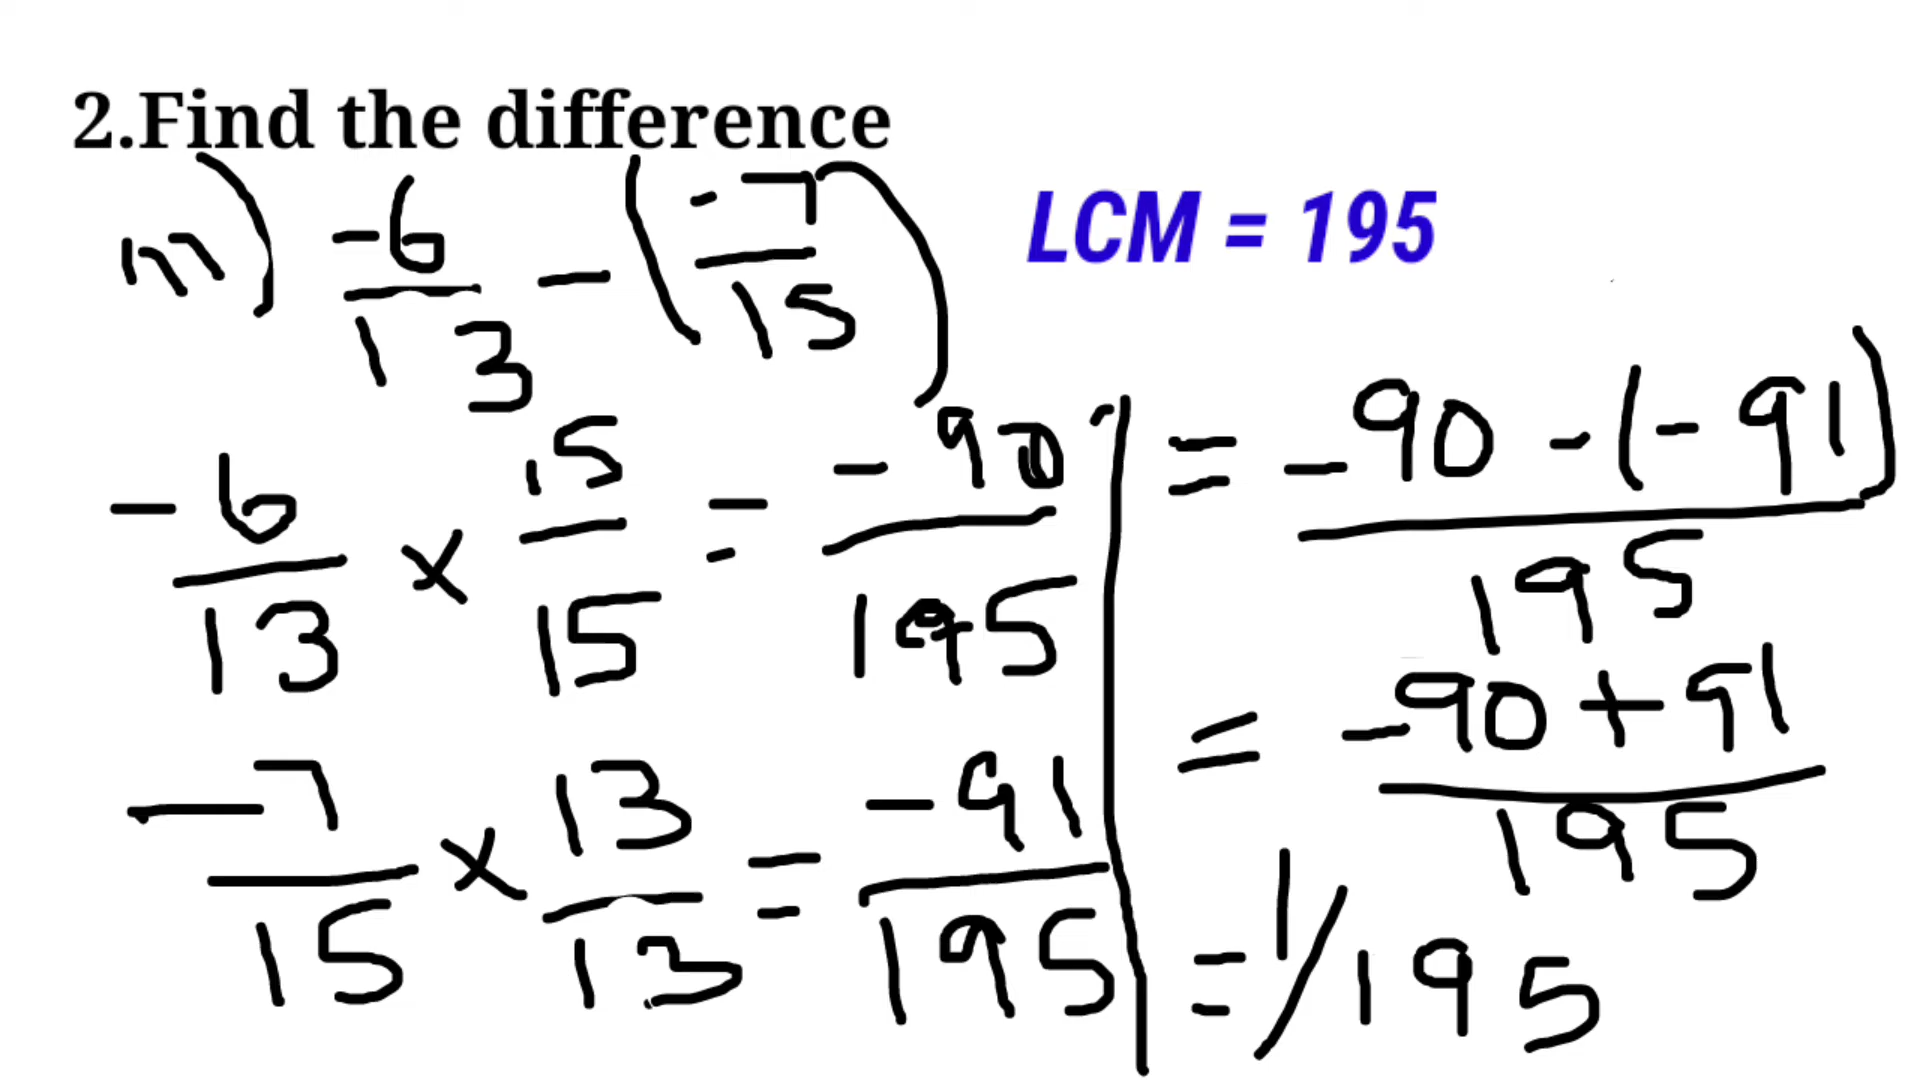 2.Find the difference
m) -6/13 - (-7/15)
LCM = 195
-6/13 × 15/15 = -90/195
-7/15 × 13/13 = -91/195
= -90 - (-91)/195
= -90 + 91/195
= 1/195